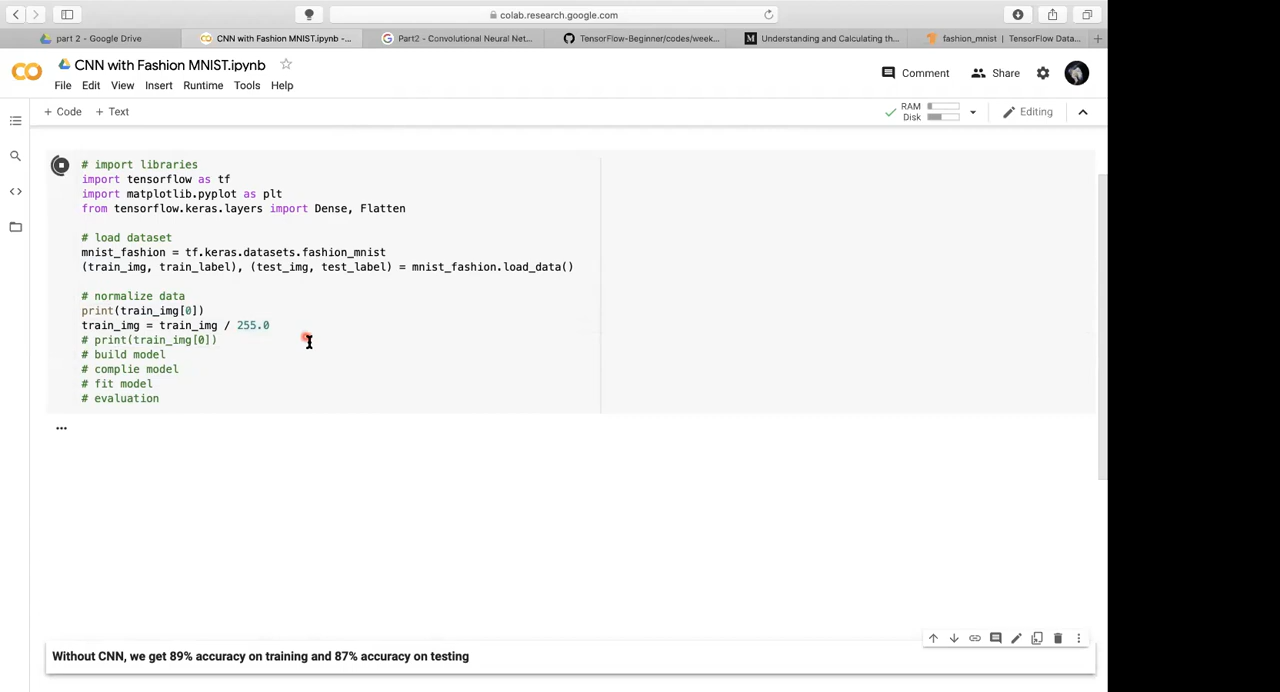 colab.research.google.com
part 2 - Google Drive
CNN with Fashion MNIST.ipynb -...
Part2 - Convolutional Neural Net...
TensorFlow-Beginner/codes/week...
Understanding and Calculating th...
fashion_mnist | TensorFlow Data...
CNN with Fashion MNIST.ipynb
Comment
Share
File Edit View Insert Runtime Tools Help
+ Code + Text
RAM
Disk
Editing
# import libraries
import tensorflow as tf
import matplotlib.pyplot as plt
from tensorflow.keras.layers import Dense, Flatten
# load dataset
mnist_fashion = tf.keras.datasets.fashion_mnist
(train_img, train_label), (test_img, test_label) = mnist_fashion.load_data()
# normalize data
print(train_img[0])
train_img = train_img / 255.0
# print(train_img[0])
# build model
# complie model
# fit model
# evaluation
...
Without CNN, we get 89% accuracy on training and 87% accuracy on testing